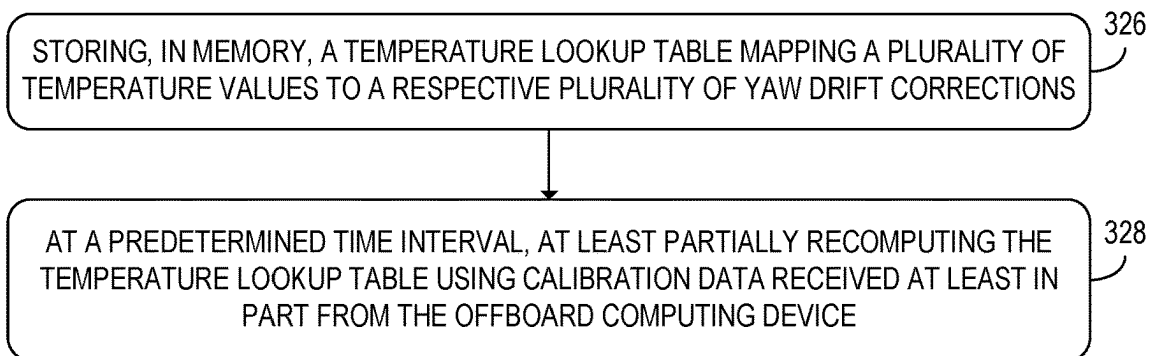 326
STORING, IN MEMORY, A TEMPERATURE LOOKUP TABLE MAPPING A PLURALITY OF
TEMPERATURE VALUES TO A RESPECTIVE PLURALITY OF YAW DRIFT CORRECTIONS
328
AT A PREDETERMINED TIME INTERVAL, AT LEAST PARTIALLY RECOMPUTING THE
TEMPERATURE LOOKUP TABLE USING CALIBRATION DATA RECEIVED AT LEAST IN
PART FROM THE OFFBOARD COMPUTING DEVICE